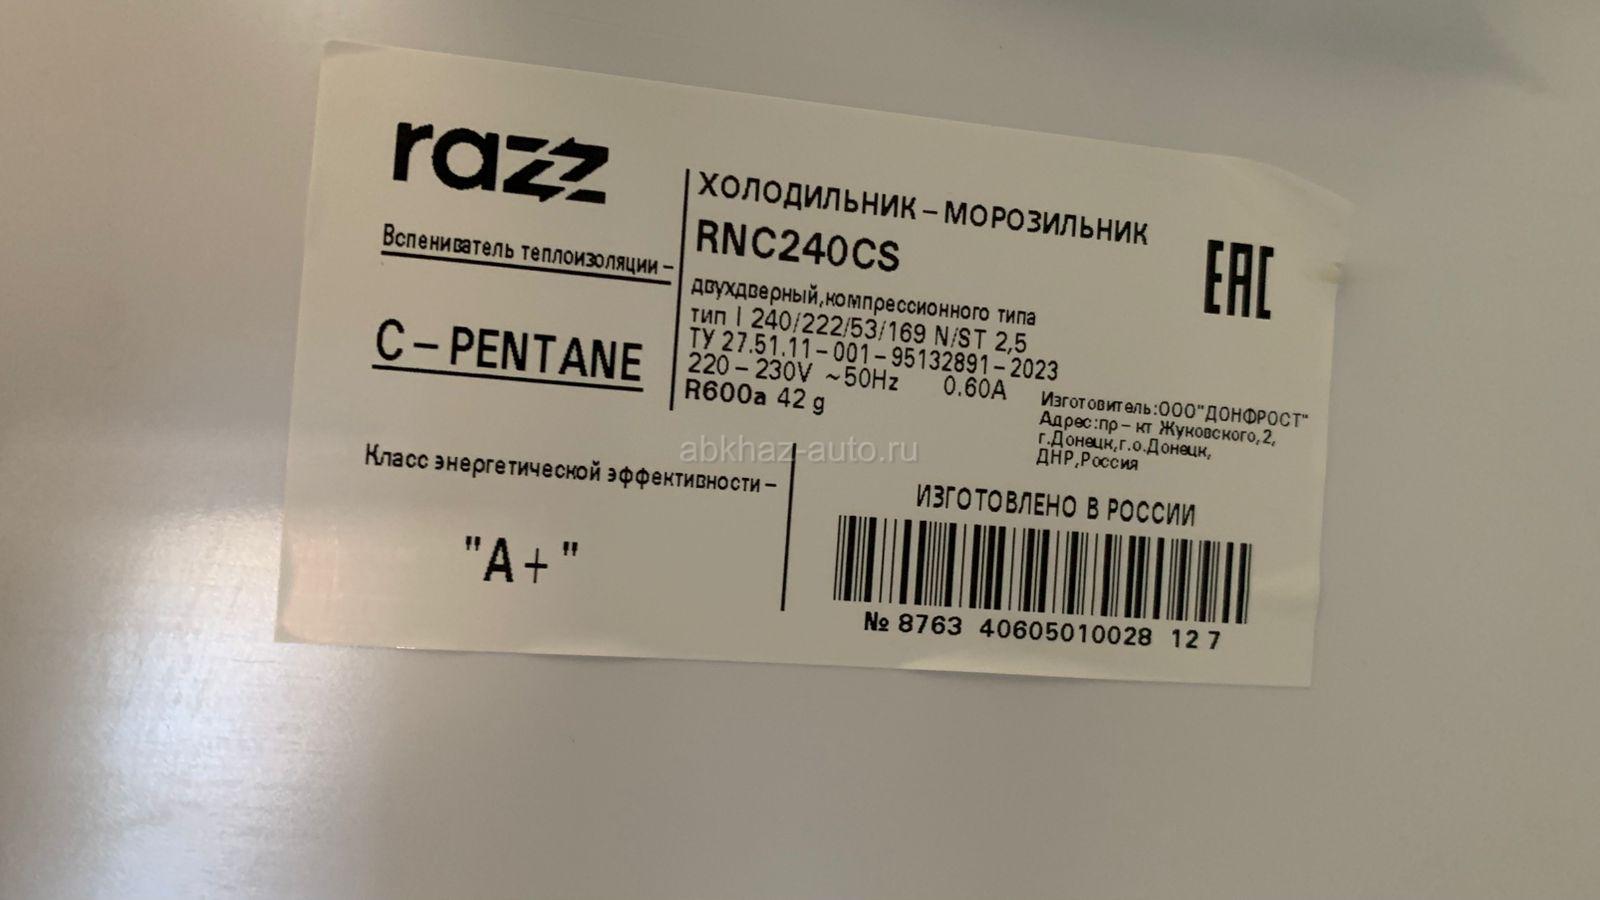 razz
Вспениватель теплоизоляции –
C – PENTANE
Класс энергетической эффективности –
"A+"
ХОЛОДИЛЬНИК – МОРОЗИЛЬНИК
RNC240CS
двухдверный,компрессионного типа
тип I 240/222/53/169 N/ST 2,5
ТУ 27.51.11-001-95132891-2023
220-230V ~50Hz 0.60A
R600a 42 g
EAC
Изготовитель:ООО"ДОНФРОСТ"
Адрес:пр-кт Жуковского,2,
г.Донецк,г.о.Донецк,
ДНР,Россия
ИЗГОТОВЛЕНО В РОССИИ
№ 8763 40605010028 12 7
abkhaz-auto.ru